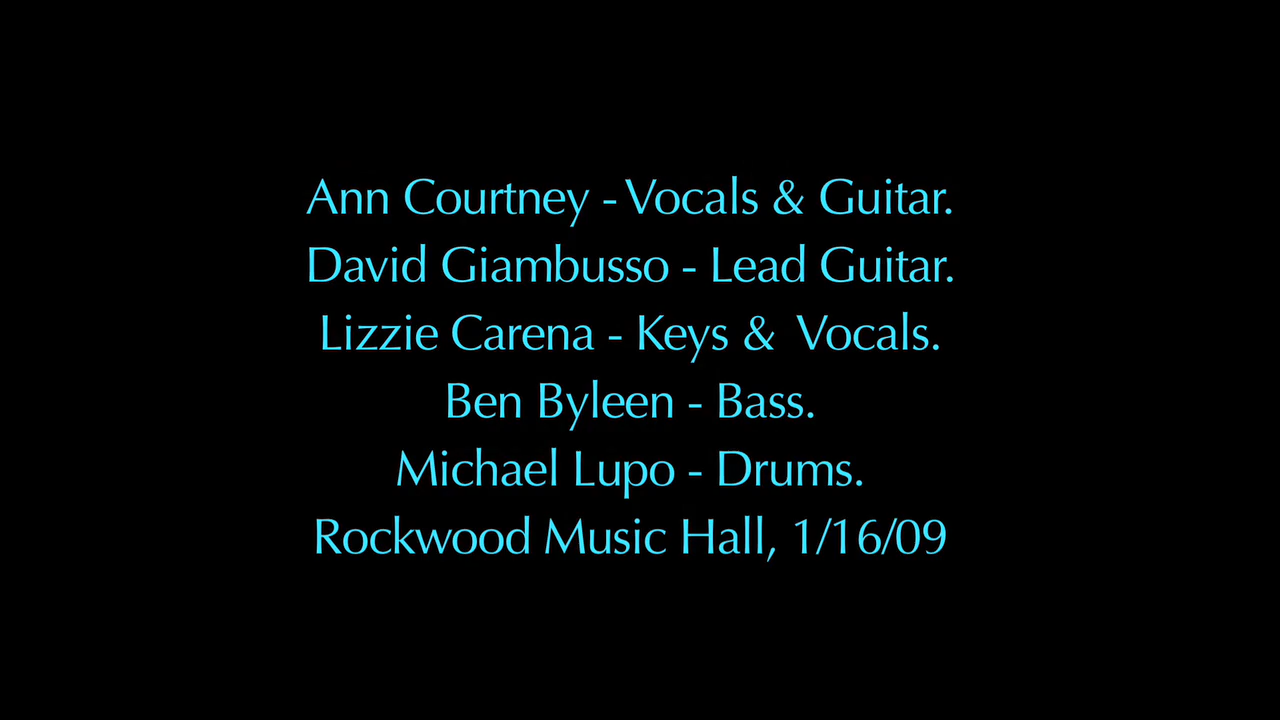 Ann Courtney - Vocals & Guitar.
David Giambusso - Lead Guitar.
Lizzie Carena - Keys &  Vocals.
Ben Byleen - Bass.
Michael Lupo - Drums.
Rockwood Music Hall, 1/16/09